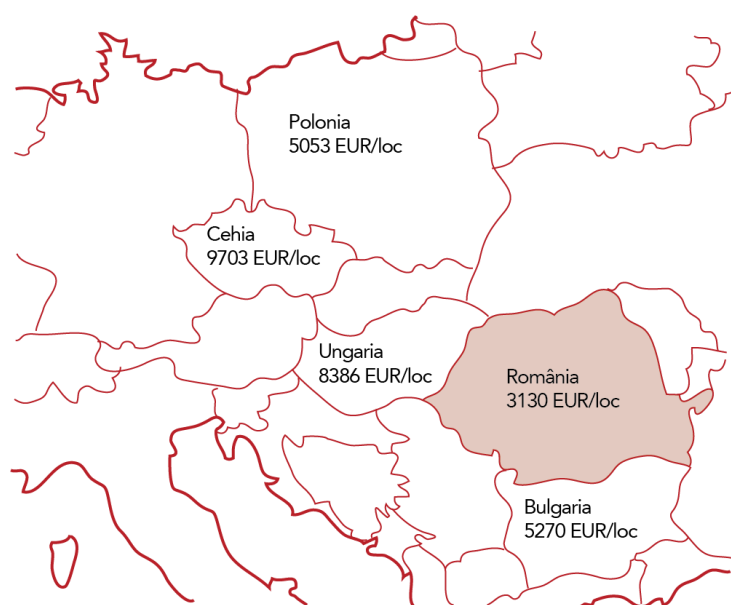 Polonia
5053 EUR/loc
Cehia
9703 EUR/loc
Ungaria
8386 EUR/loc
România
3130 EUR/loc
Bulgaria
5270 EUR/loc